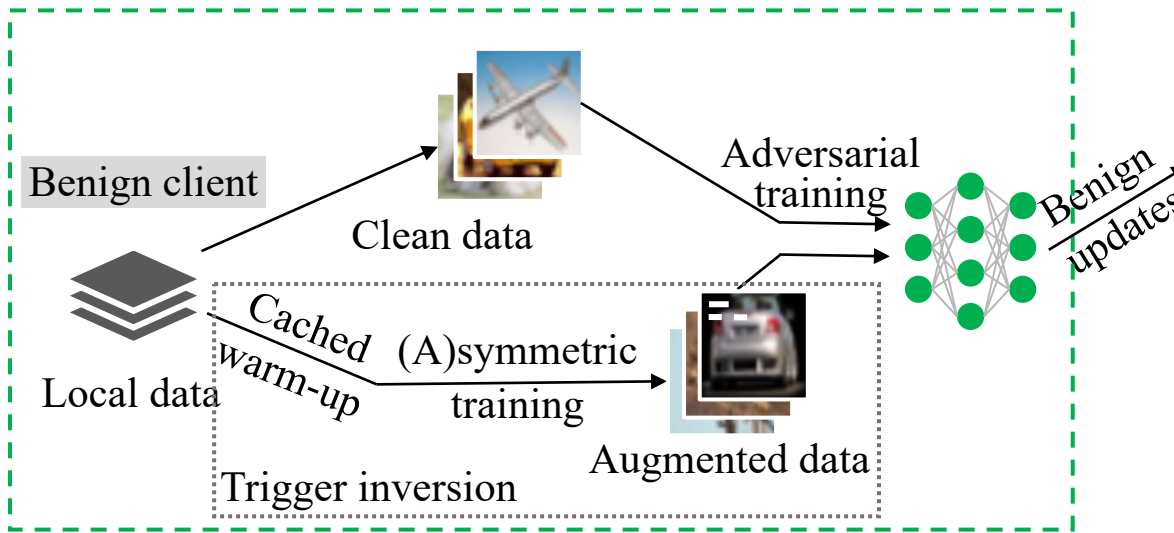 Benign client
Clean data
Adversarial
training
Benign
updates
Local data
Cached
warm-up
(A)symmetric
training
Augmented data
Trigger inversion